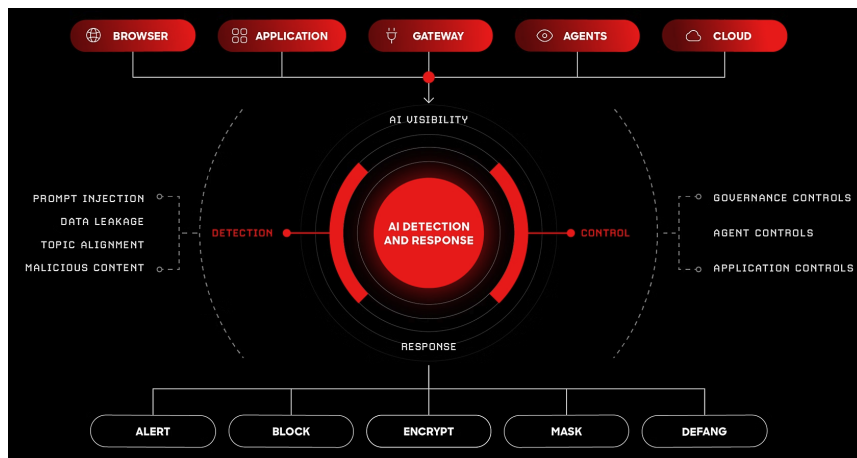 BROWSER
APPLICATION
GATEWAY
AGENTS
CLOUD
AI VISIBILITY
PROMPT INJECTION
DATA LEAKAGE
TOPIC ALIGNMENT
MALICIOUS CONTENT
DETECTION
AI DETECTION
AND RESPONSE
CONTROL
GOVERNANCE CONTROLS
AGENT CONTROLS
APPLICATION CONTROLS
RESPONSE
ALERT
BLOCK
ENCRYPT
MASK
DEFANG